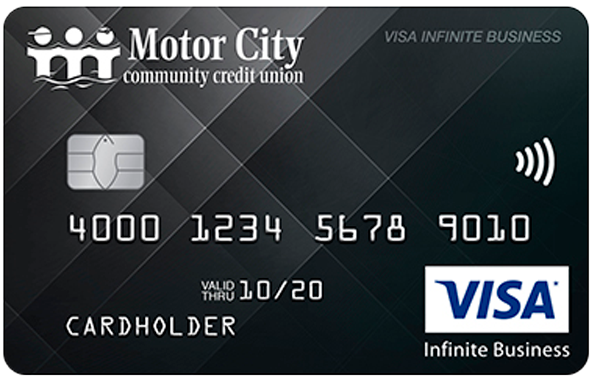 Motor City
community credit union
VISA INFINITE BUSINESS
4000 1234 5678 9010
VALID
THRU 10/20
CARDHOLDER
VISA
Infinite Business